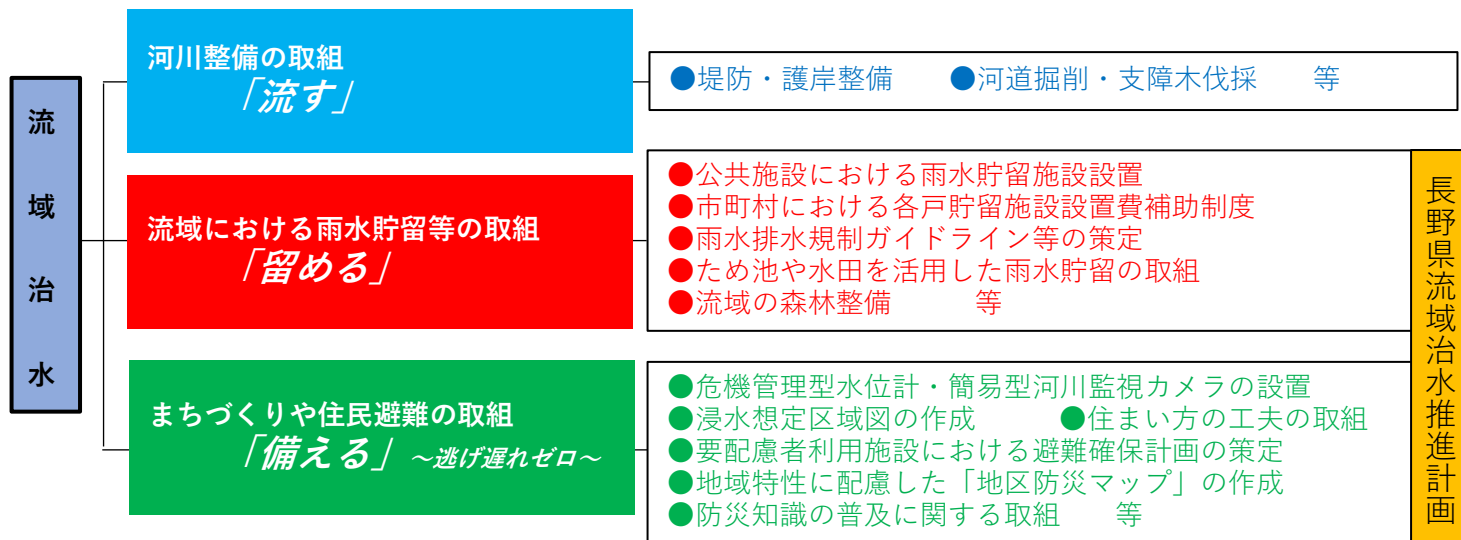 流域治水
河川整備の取組
「流す」
●堤防・護岸整備　　●河道掘削・支障木伐採　　等
流域における雨水貯留等の取組
「留める」
●公共施設における雨水貯留施設設置
●市町村における各戸貯留施設設置費補助制度
●雨水排水規制ガイドライン等の策定
●ため池や水田を活用した雨水貯留の取組
●流域の森林整備　　　等
まちづくりや住民避難の取組
「備える」 ～逃げ遅れゼロ～
●危機管理型水位計・簡易型河川監視カメラの設置
●浸水想定区域図の作成　　　●住まい方の工夫の取組
●要配慮者利用施設における避難確保計画の策定
●地域特性に配慮した「地区防災マップ」の作成
●防災知識の普及に関する取組　　等
長野県流域治水推進計画